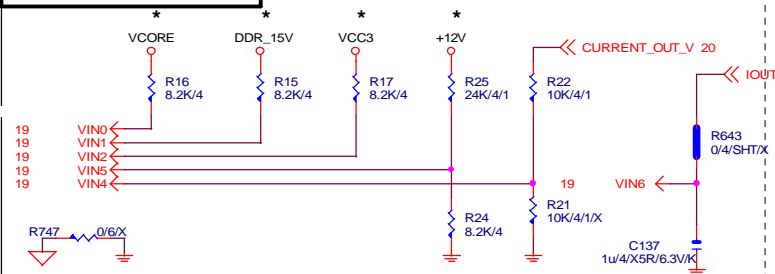 * * * *
VCORE DDR_15V VCC3 +12V
CURRENT_OUT_V 20
IOUT
R16 R15 R17 R25 R22
8.2K/4 8.2K/4 8.2K/4 24K/4/1 10K/4/1
R643
0/4/SHT/X
19 VIN0
19 VIN1
19 VIN2
19 VIN5
19 VIN4
19 VIN6
R21
10K/4/1/X
R24
8.2K/4
R747 0/6/X
C137
1u/4/X5R/6.3V/K